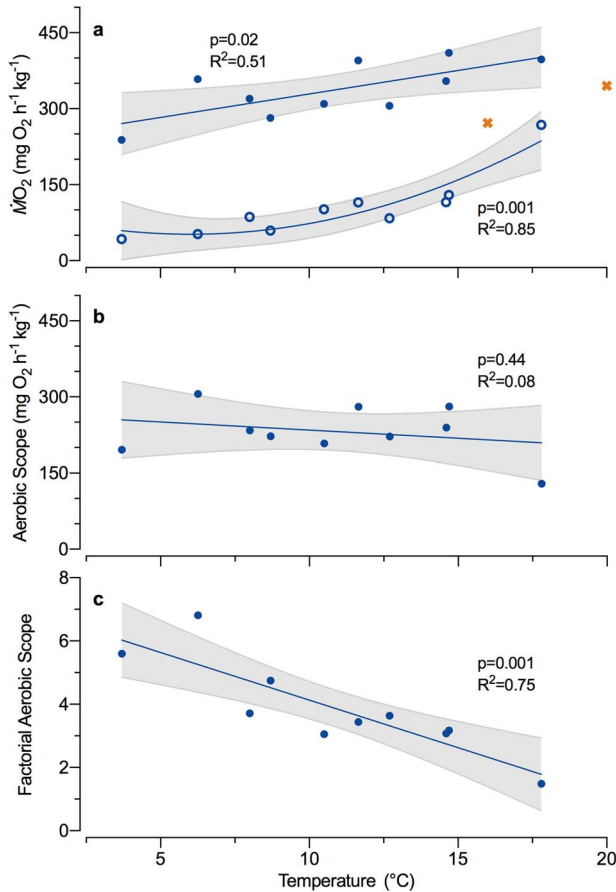 a
450
300
150
0
ṀO₂ (mg O₂ h⁻¹ kg⁻¹)
p=0.02
R²=0.51
p=0.001
R²=0.85
b
450
300
150
0
Aerobic Scope (mg O₂ h⁻¹ kg⁻¹)
p=0.44
R²=0.08
c
8
6
4
2
0
Factorial Aerobic Scope
p=0.001
R²=0.75
5 10 15 20
Temperature (°C)